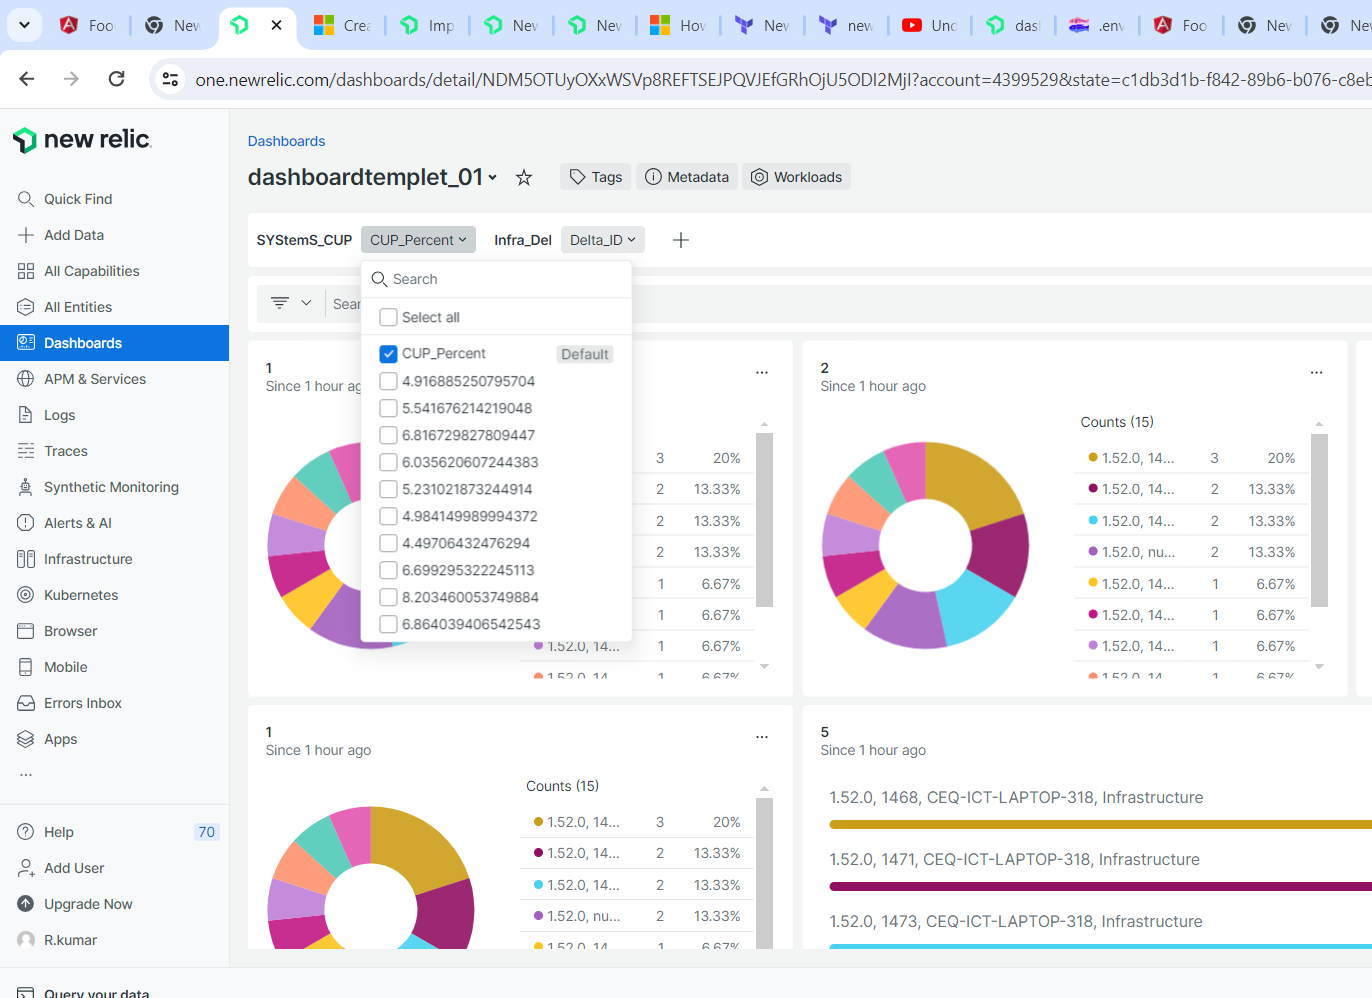 Foo
New
Crea
Imp
New
New
How
New
new
Unc
dash
.env
Foo
New
New
one.newrelic.com/dashboards/detail/NDM5OTUyOXxWSVp8REFTSEJPQVJEfGRhOjU5ODI2MjI?account=4399529&state=c1db3d1b-f842-89b6-b076-c8eb
new relic.
Quick Find
Add Data
All Capabilities
All Entities
Dashboards
APM & Services
Logs
Traces
Synthetic Monitoring
Alerts & AI
Infrastructure
Kubernetes
Browser
Mobile
Errors Inbox
Apps
...
Help 70
Add User
Upgrade Now
R.kumar
Query your data
Dashboards
dashboardtemplet_01
Tags
Metadata
Workloads
SYStemS_CUP CUP_Percent Infra_Del Delta_ID
Search
Select all
CUP_Percent Default
4.916885250795704
5.541676214219048
6.816729827809447
6.035620607244383
5.231021873244914
4.984149989994372
4.49706432476294
6.699295322245113
8.203460053749884
6.864039406542543
Sear
1
Since 1 hour ag
3 20%
2 13.33%
2 13.33%
2 13.33%
1 6.67%
1 6.67%
1.52.0, 14... 1 6.67%
1.52.0, 14 1 6.67%
2
Since 1 hour ago
Counts (15)
1.52.0, 14... 3 20%
1.52.0, 14... 2 13.33%
1.52.0, 14... 2 13.33%
1.52.0, nu... 2 13.33%
1.52.0, 14... 1 6.67%
1.52.0, 14... 1 6.67%
1.52.0, 14... 1 6.67%
1.52.0, 14 1 6.67%
1
Since 1 hour ago
Counts (15)
1.52.0, 14... 3 20%
1.52.0, 14... 2 13.33%
1.52.0, 14... 2 13.33%
1.52.0, nu... 2 13.33%
1.52.0, 14 1 6.67%
5
Since 1 hour ago
1.52.0, 1468, CEQ-ICT-LAPTOP-318, Infrastructure
1.52.0, 1471, CEQ-ICT-LAPTOP-318, Infrastructure
1.52.0, 1473, CEQ-ICT-LAPTOP-318, Infrastructure